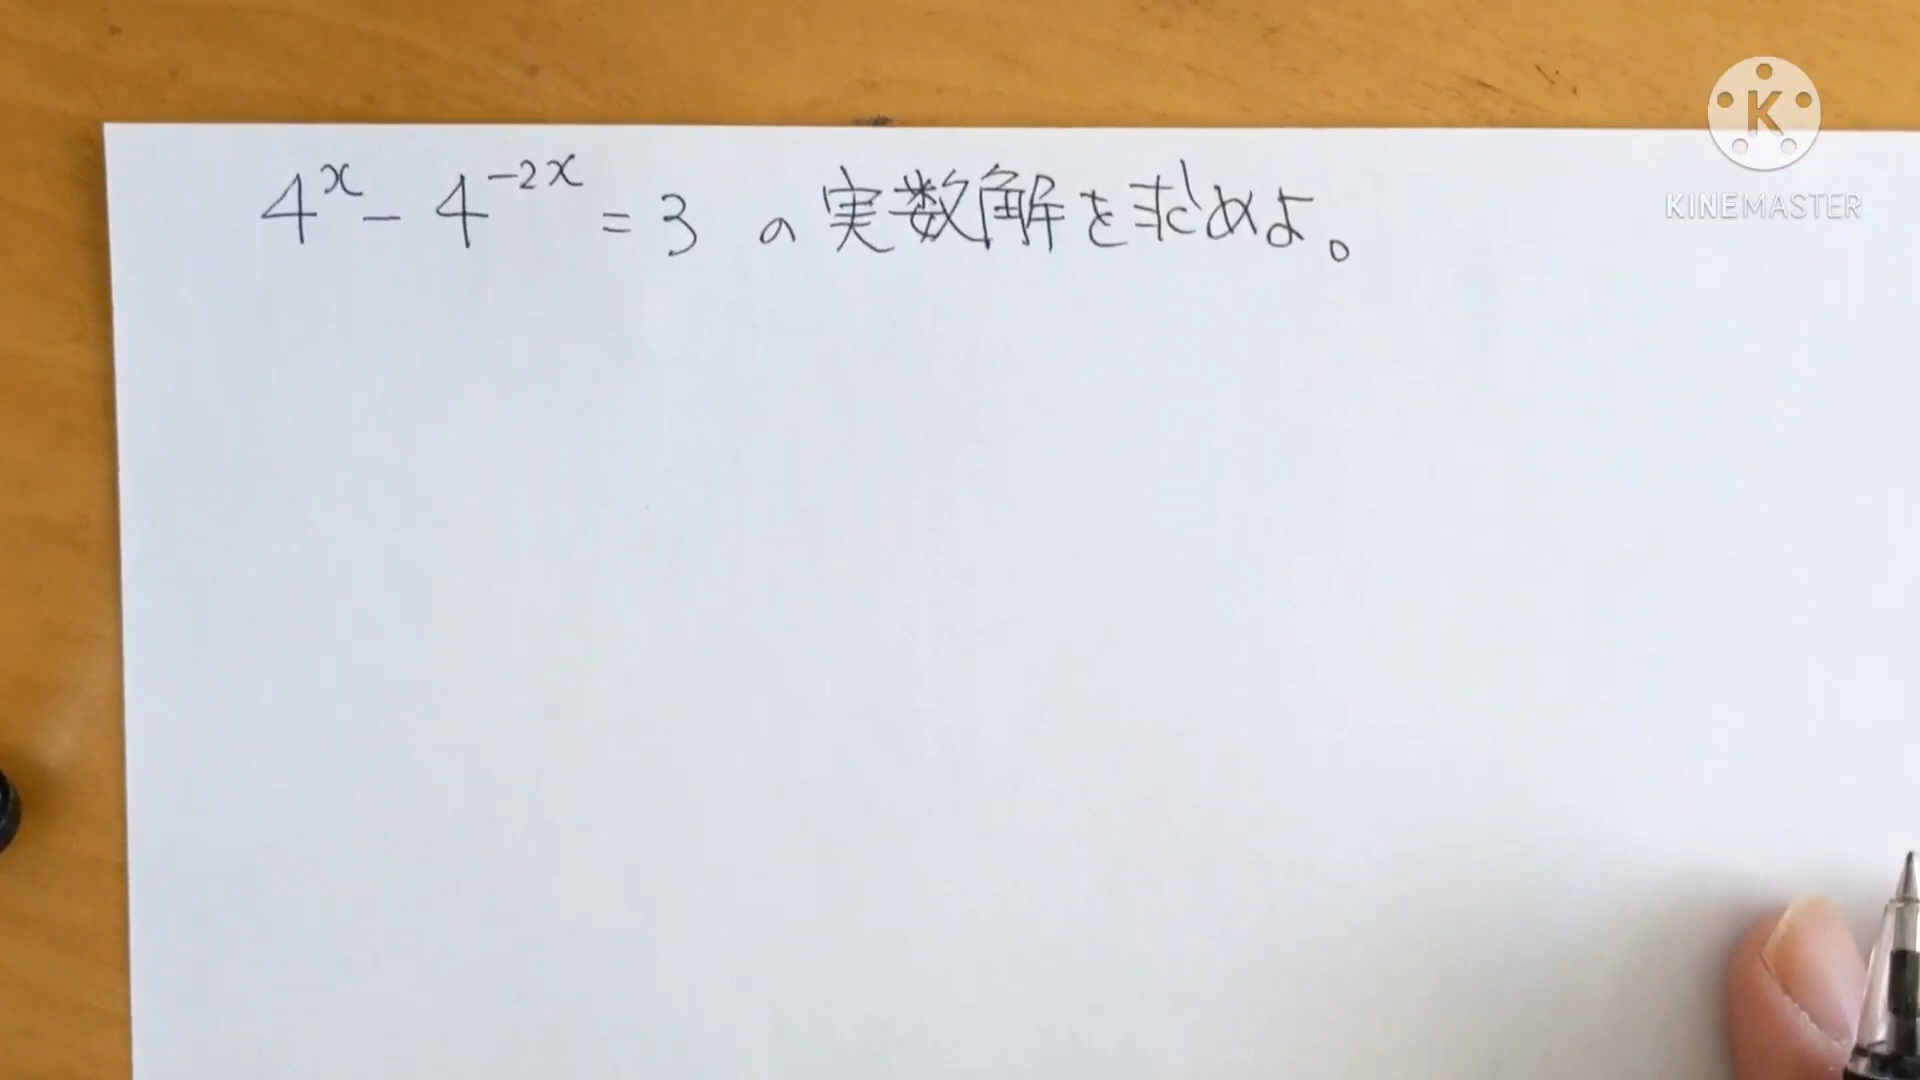 4^x - 4^{-2x} = 3 の実数解を求めよ。
KINEMASTER